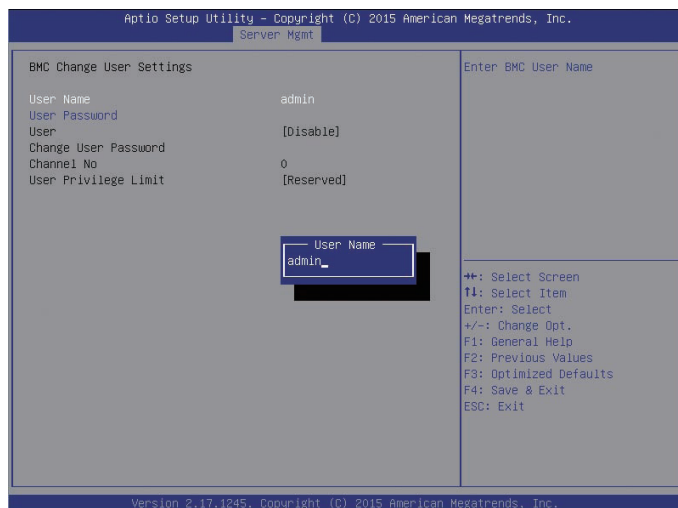 Aptio Setup Utility – Copyright (C) 2015 American Megatrends, Inc.
Server Mgmt
BMC Change User Settings
User Name admin
User Password
User [Disable]
Change User Password
Channel No 0
User Privilege Limit [Reserved]
User Name
admin_
Enter BMC User Name
→←: Select Screen
↑↓: Select Item
Enter: Select
+/-: Change Opt.
F1: General Help
F2: Previous Values
F3: Optimized Defaults
F4: Save & Exit
ESC: Exit
Version 2.17.1245. Copyright (C) 2015 American Megatrends, Inc.